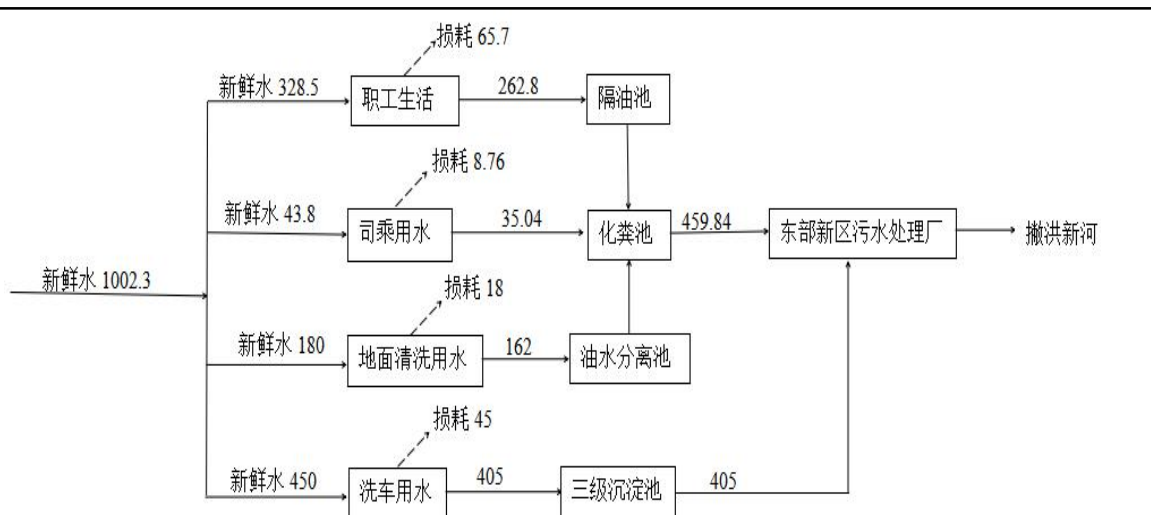 损耗 65.7
新鲜水 328.5
职工生活
262.8
隔油池
损耗 8.76
新鲜水 43.8
司乘用水
35.04
化粪池
459.84
东部新区污水处理厂
撇洪新河
新鲜水 1002.3
损耗 18
新鲜水 180
地面清洗用水
162
油水分离池
损耗 45
新鲜水 450
洗车用水
405
三级沉淀池
405